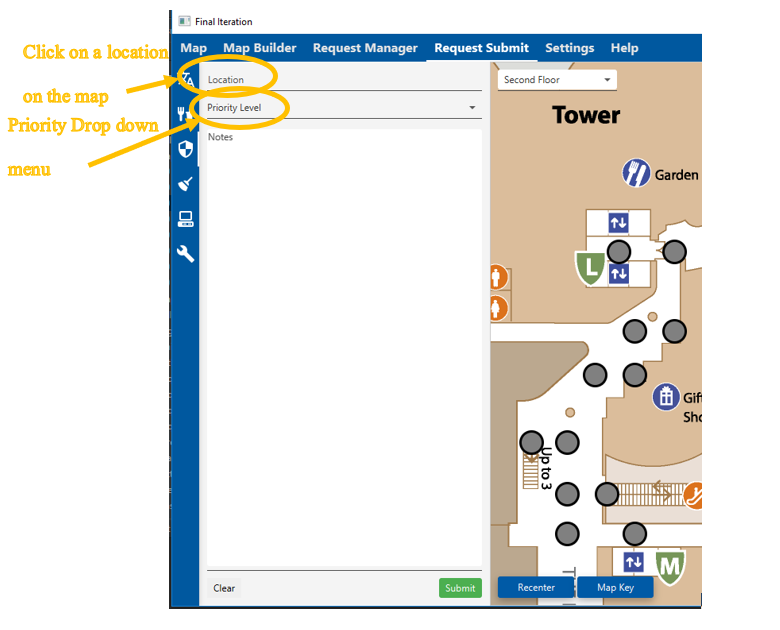 Final Iteration
Map Map Builder Request Manager Request Submit Settings Help
Click on a location
on the map
Priority Drop down
menu
Location
Priority Level
Notes
Clear
Submit
Second Floor
Tower
Garden
L
Gif
Sho
Up to 3
M
Recenter
Map Key